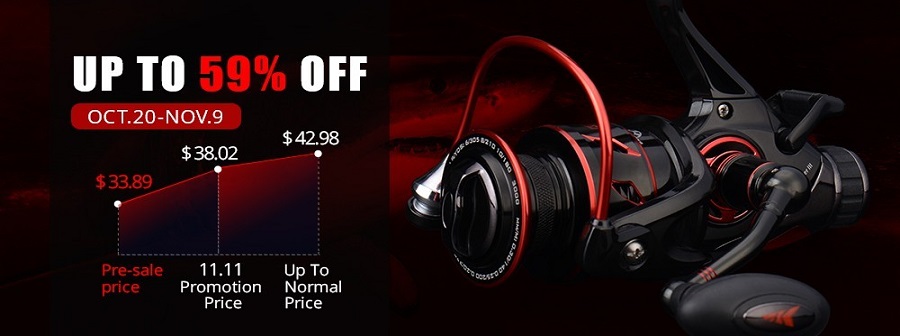 UP TO 59% OFF
OCT.20-NOV.9
$33.89
$38.02
$42.98
Pre-sale
price
11.11
Promotion
Price
Up To
Normal
Price
3000